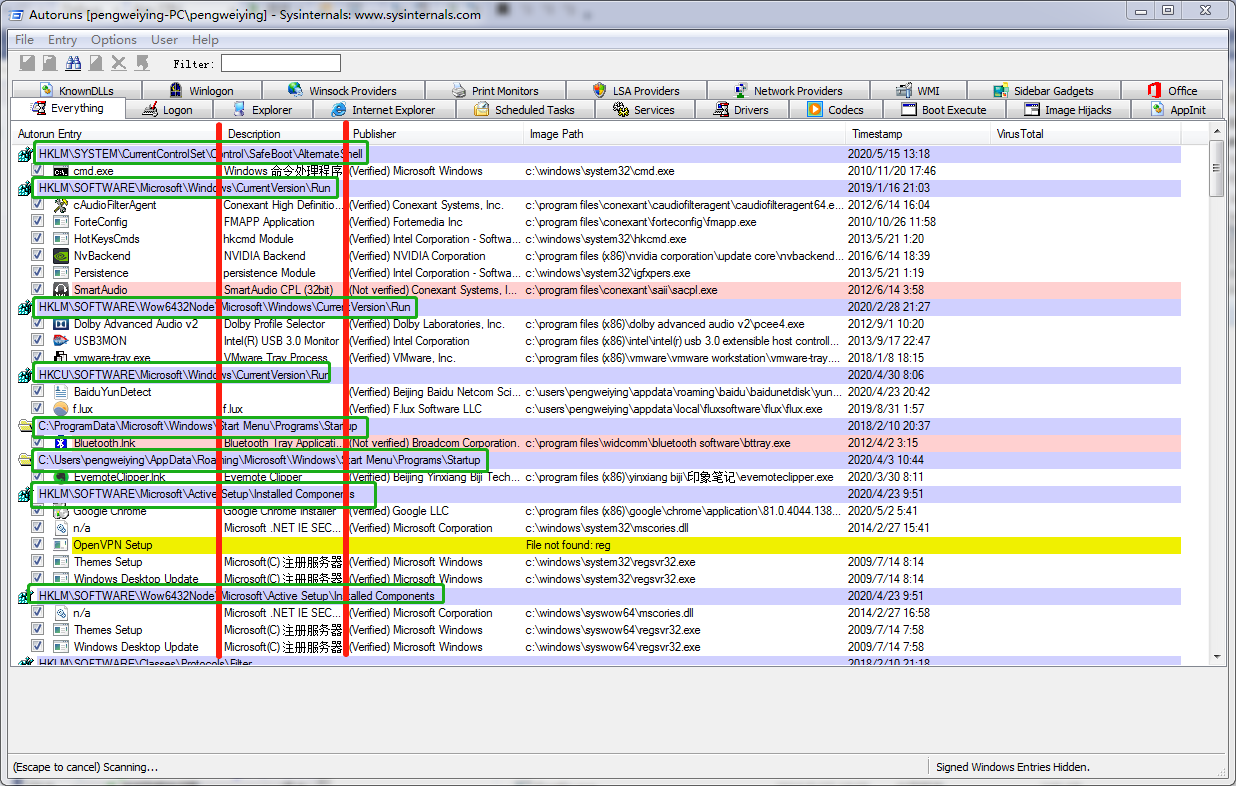 Autoruns [pengweiying-PC\pengweiying] - Sysinternals: www.sysinternals.com
File Entry Options User Help
Filter:
KnownDLLs Winlogon Winsock Providers Print Monitors LSA Providers Network Providers WMI Sidebar Gadgets Office
Everything Logon Explorer Internet Explorer Scheduled Tasks Services Drivers Codecs Boot Execute Image Hijacks AppInit
Autorun Entry Description Publisher Image Path Timestamp VirusTotal
HKLM\SYSTEM\CurrentControlSet\Control\SafeBoot\AlternateShell 2020/5/15 13:18
cmd.exe Windows 命令处理程序 (Verified) Microsoft Windows c:\windows\system32\cmd.exe 2010/11/20 17:46
HKLM\SOFTWARE\Microsoft\Windows\CurrentVersion\Run 2019/1/16 21:03
cAudioFilterAgent Conexant High Definitio... (Verified) Conexant Systems, Inc. c:\program files\conexant\caudiofilteragent\caudiofilteragent64.e... 2012/6/14 16:04
ForteConfig FMAPP Application (Verified) Fortemedia Inc c:\program files\conexant\forteconfig\fmapp.exe 2010/10/26 11:58
HotKeysCmds hkcmd Module (Verified) Intel Corporation - Softwa... c:\windows\system32\hkcmd.exe 2013/5/21 1:20
NvBackend NVIDIA Backend (Verified) NVIDIA Corporation c:\program files (x86)\nvidia corporation\update core\nvbackend... 2016/6/14 18:39
Persistence persistence Module (Verified) Intel Corporation - Softwa... c:\windows\system32\igfxpers.exe 2013/5/21 1:19
SmartAudio SmartAudio CPL (32bit) (Not verified) Conexant Systems, I... c:\program files\conexant\saii\sacpl.exe 2012/6/14 3:58
HKLM\SOFTWARE\Wow6432Node\Microsoft\Windows\CurrentVersion\Run 2020/2/28 21:27
Dolby Advanced Audio v2 Dolby Profile Selector (Verified) Dolby Laboratories, Inc. c:\program files (x86)\dolby advanced audio v2\pcee4.exe 2012/9/1 10:20
USB3MON Intel(R) USB 3.0 Monitor (Verified) Intel Corporation c:\program files (x86)\intel\intel(r) usb 3.0 extensible host controll... 2013/9/17 22:47
vmware-tray.exe VMware Tray Process (Verified) VMware, Inc. c:\program files (x86)\vmware\vmware workstation\vmware-tray.... 2018/1/8 18:15
HKCU\SOFTWARE\Microsoft\Windows\CurrentVersion\Run 2020/4/30 8:06
BaiduYunDetect (Verified) Beijing Baidu Netcom Sci... c:\users\pengweiying\appdata\roaming\baidu\baidunetdisk\yun... 2020/4/23 20:42
f.lux f.lux (Verified) F.lux Software LLC c:\users\pengweiying\appdata\local\fluxsoftware\flux\flux.exe 2019/8/31 1:57
C:\ProgramData\Microsoft\Windows\Start Menu\Programs\Startup 2018/2/10 20:37
Bluetooth.lnk Bluetooth Tray Applicati... (Not verified) Broadcom Corporation. c:\program files\widcomm\bluetooth software\bttray.exe 2012/4/2 3:15
C:\Users\pengweiying\AppData\Roaming\Microsoft\Windows\Start Menu\Programs\Startup 2020/4/3 10:44
EvernoteClipper.lnk Evernote Clipper (Verified) Beijing Yinxiang Biji Tech... c:\program files (x86)\yinxiang biji\印象笔记\evernoteclipper.exe 2020/3/30 8:11
HKLM\SOFTWARE\Microsoft\Active Setup\Installed Components 2020/4/23 9:51
Google Chrome Google Chrome Installer (Verified) Google LLC c:\program files (x86)\google\chrome\application\81.0.4044.138... 2020/5/2 5:41
n/a Microsoft .NET IE SEC... (Verified) Microsoft Corporation c:\windows\system32\mscories.dll 2014/2/27 15:41
OpenVPN Setup File not found: reg
Themes Setup Microsoft(C) 注册服务器 (Verified) Microsoft Windows c:\windows\system32\regsvr32.exe 2009/7/14 8:14
Windows Desktop Update Microsoft(C) 注册服务器 (Verified) Microsoft Windows c:\windows\system32\regsvr32.exe 2009/7/14 8:14
HKLM\SOFTWARE\Wow6432Node\Microsoft\Active Setup\Installed Components 2020/4/23 9:51
n/a Microsoft .NET IE SEC... (Verified) Microsoft Corporation c:\windows\syswow64\mscories.dll 2014/2/27 16:58
Themes Setup Microsoft(C) 注册服务器 (Verified) Microsoft Windows c:\windows\syswow64\regsvr32.exe 2009/7/14 7:58
Windows Desktop Update Microsoft(C) 注册服务器 (Verified) Microsoft Windows c:\windows\syswow64\regsvr32.exe 2009/7/14 7:58
HKLM\SOFTWARE\Classes\Protocols\Filter 2018/2/10 21:18
(Escape to cancel) Scanning... Signed Windows Entries Hidden.